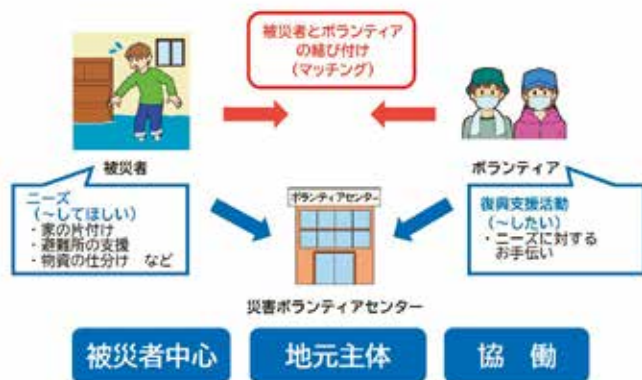 被災者とボランティア
の結び付け
(マッチング)
被災者
ボランティア
ニーズ
(~してほしい)
・家の片付け
・避難所の支援
・物資の仕分け など
ボランティアセンター
復興支援活動
(~したい)
・ニーズに対する
お手伝い
災害ボランティアセンター
被災者中心
地元主体
協 働